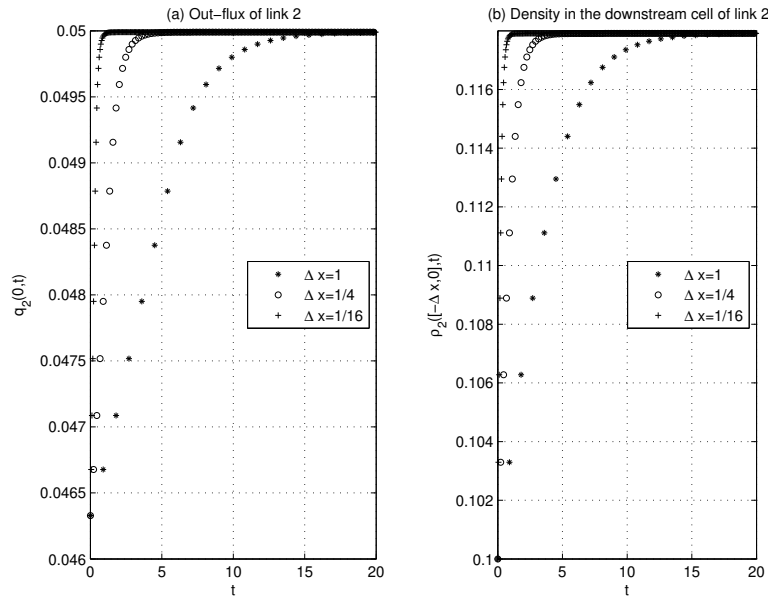 (a) Out−flux of link 2
0.05
0.0495
0.049
0.0485
0.048
0.0475
0.047
0.0465
0.046
q₂(0,t)
∗ Δ x=1
○ Δ x=1/4
+ Δ x=1/16
0 5 10 15 20
t
(b) Density in the downstream cell of link 2
0.116
0.114
0.112
0.11
0.108
0.106
0.104
0.102
0.1
ρ₂([−Δ x,0],t)
∗ Δ x=1
○ Δ x=1/4
+ Δ x=1/16
0 5 10 15 20
t